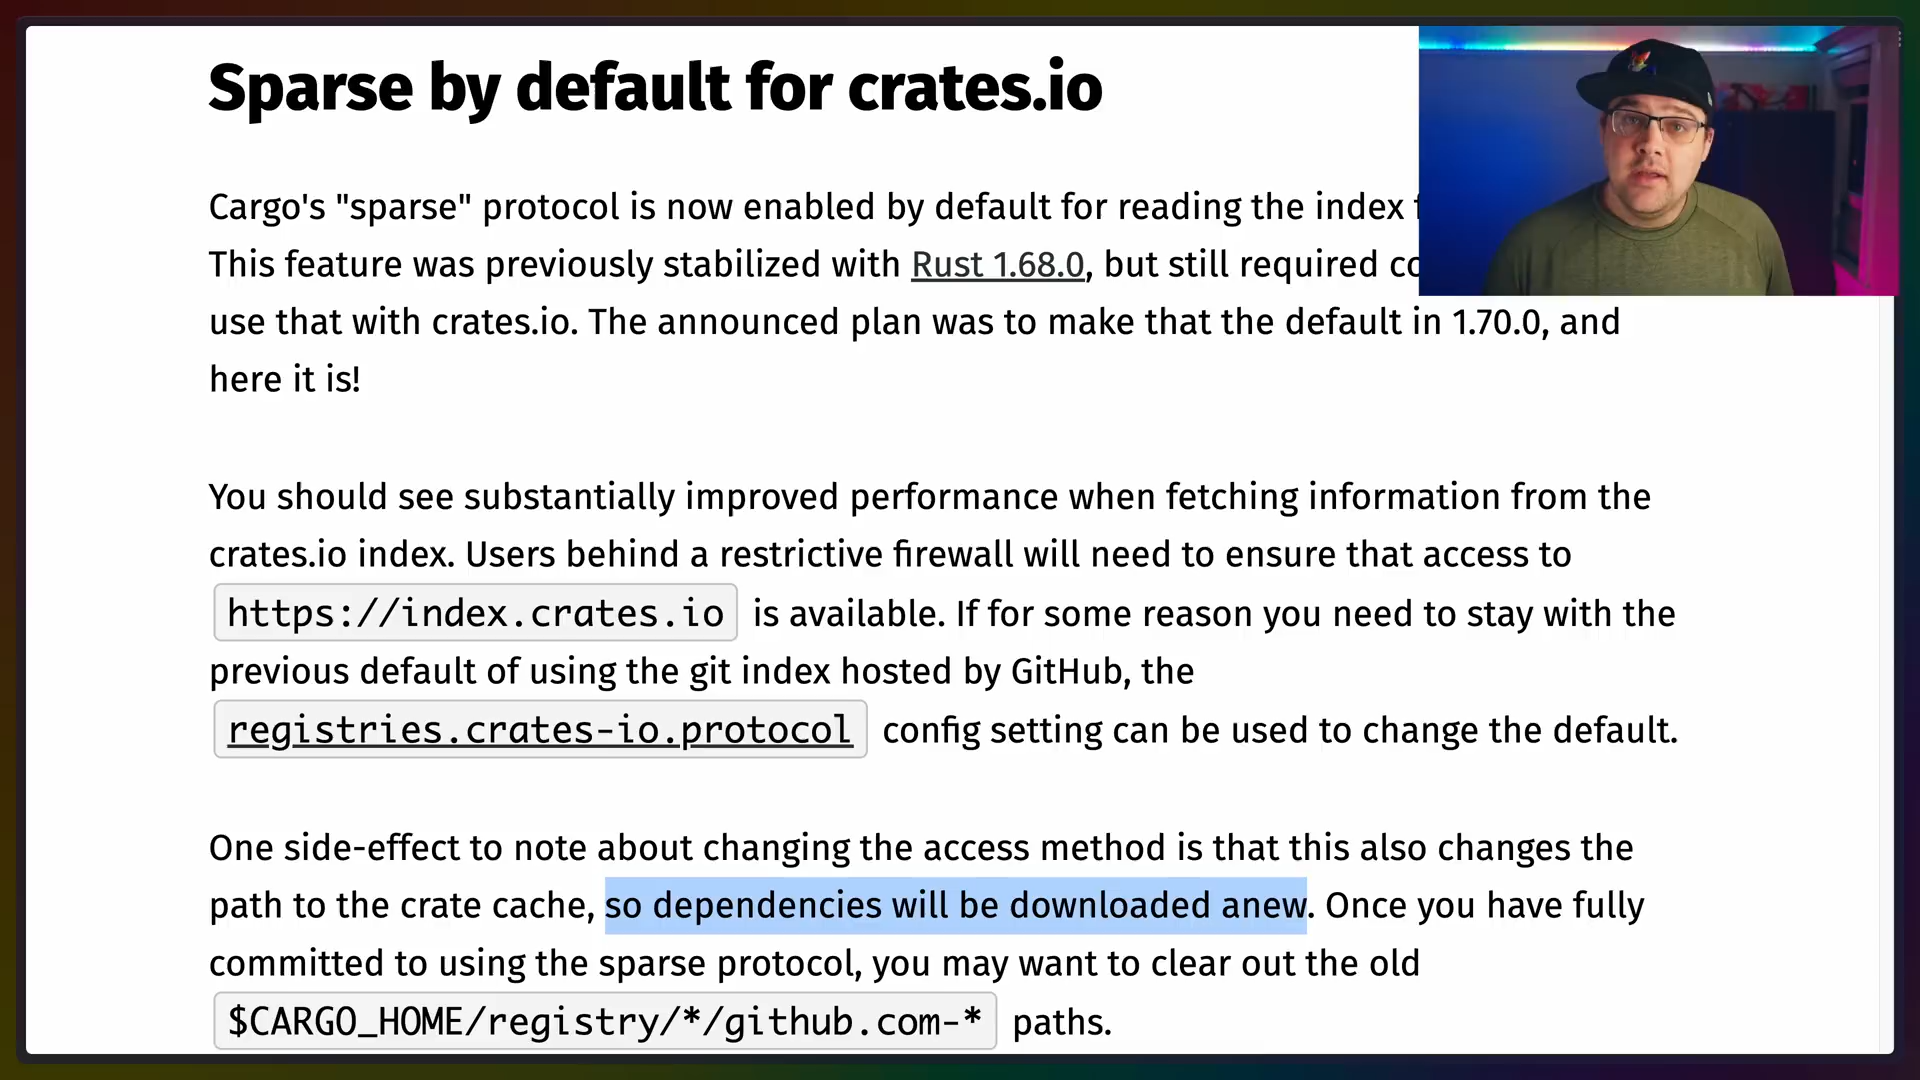 Sparse by default for crates.io
Cargo's "sparse" protocol is now enabled by default for reading the index
This feature was previously stabilized with Rust 1.68.0, but still required
use that with crates.io. The announced plan was to make that the default in 1.70.0, and
here it is!
You should see substantially improved performance when fetching information from the
crates.io index. Users behind a restrictive firewall will need to ensure that access to
https://index.crates.io is available. If for some reason you need to stay with the
previous default of using the git index hosted by GitHub, the
registries.crates-io.protocol config setting can be used to change the default.
One side-effect to note about changing the access method is that this also changes the
path to the crate cache, so dependencies will be downloaded anew. Once you have fully
committed to using the sparse protocol, you may want to clear out the old
$CARGO_HOME/registry/*/github.com-* paths.